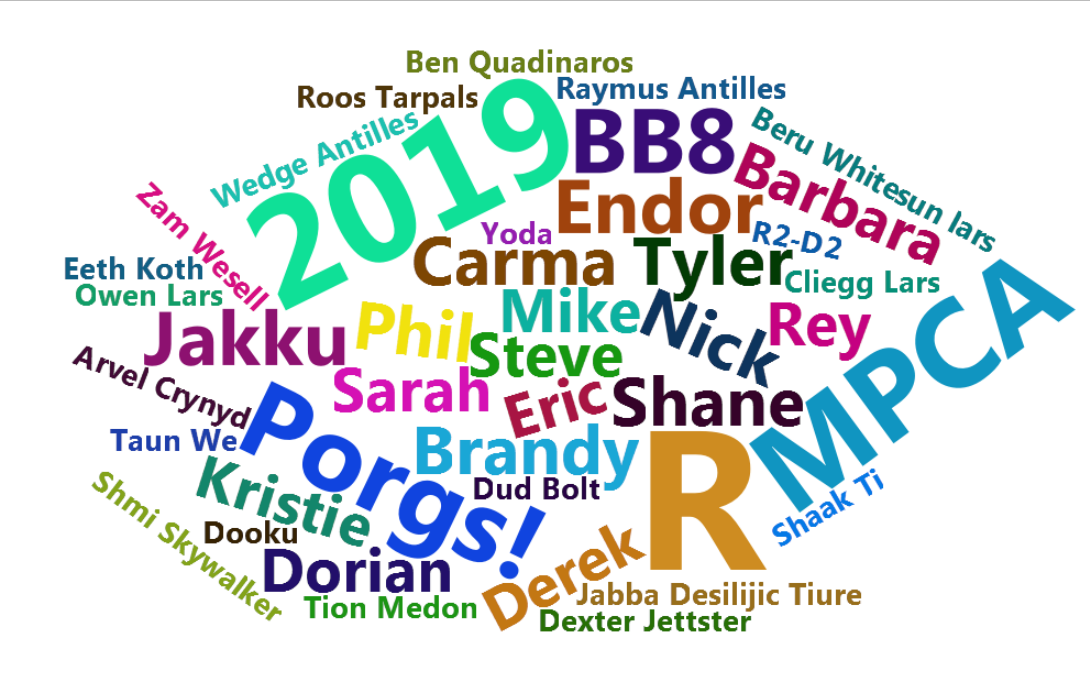 Ben Quadinaros
Roos Tarpals
Raymus Antilles
Wedge Antilles
2019
BB8
Beru Whitesun lars
Barbara
Zam Wesell
Endor
Yoda
R2-D2
Carma
Tyler
Eeth Koth
Owen Lars
Cliegg Lars
Jakku
Phil
Mike
Nick
Rey
MPCA
Steve
Arvel Crynyd
Sarah
Eric
Shane
Taun We
Porgs!
Brandy
R
Kristie
Dud Bolt
Shaak Ti
Shmi Skywalker
Dooku
Dorian
Derek
Tion Medon
Jabba Desilijic Tiure
Dexter Jettster